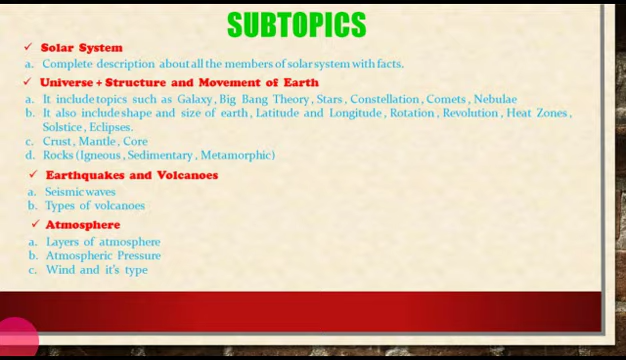 SUBTOPICS
✓ Solar System
a. Complete description about all the members of solar system with facts.
✓ Universe + Structure and Movement of Earth
a. It include topics such as Galaxy, Big Bang Theory, Stars, Constellation, Comets, Nebulae
b. It also include shape and size of earth, Latitude and Longitude, Rotation, Revolution, Heat Zones,
Solstice, Eclipses.
c. Crust, Mantle, Core
d. Rocks (Igneous, Sedimentary, Metamorphic)
✓ Earthquakes and Volcanoes
a. Seismic waves
b. Types of volcanoes
✓ Atmosphere
a. Layers of atmosphere
b. Atmospheric Pressure
c. Wind and it's type